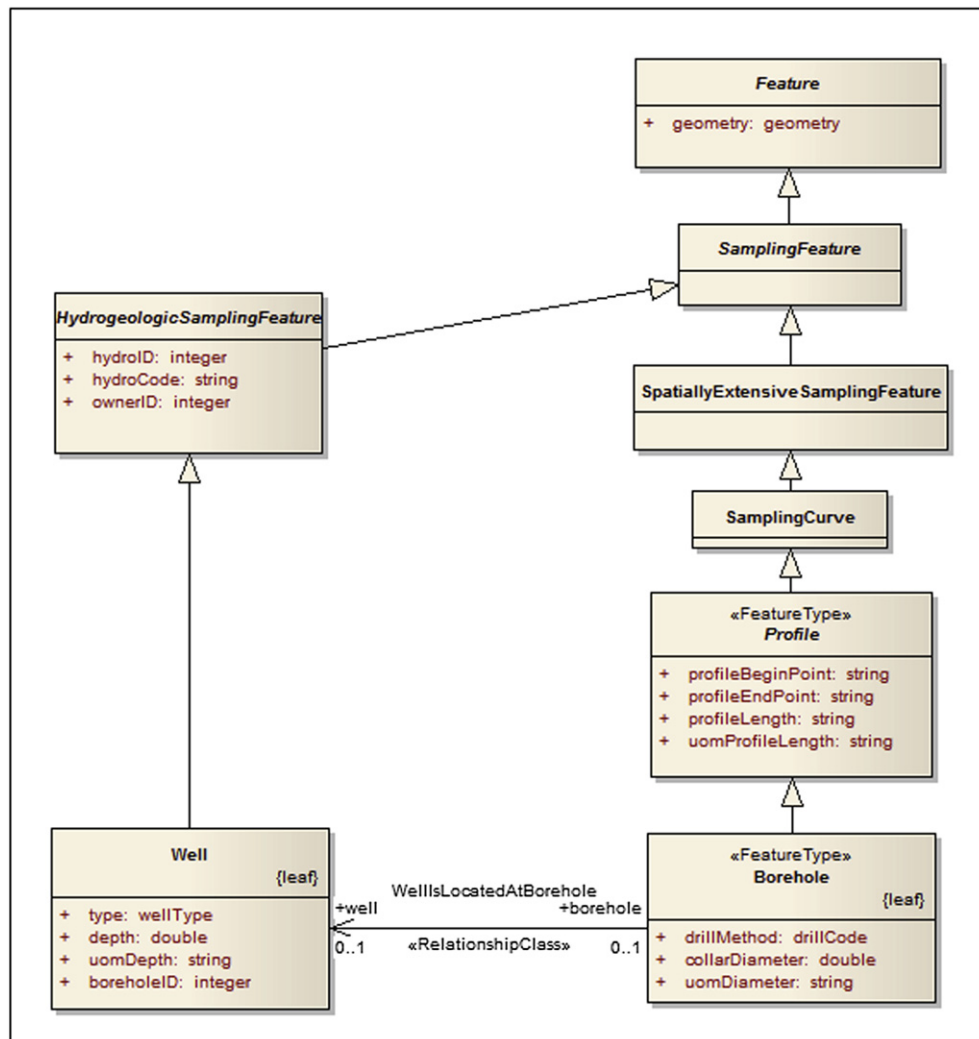 Feature
+ geometry: geometry
SamplingFeature
HydrogeologicSamplingFeature
+ hydroID: integer
+ hydroCode: string
+ ownerID: integer
SpatiallyExtensiveSamplingFeature
SamplingCurve
«FeatureType»
Profile
+ profileBeginPoint: string
+ profileEndPoint: string
+ profileLength: string
+ uomProfileLength: string
Well
{leaf}
+ type: wellType
+ depth: double
+ uomDepth: string
+ boreholeID: integer
WellIsLocatedAtBorehole
+well +borehole
0..1 «RelationshipClass» 0..1
«FeatureType»
Borehole
{leaf}
+ drillMethod: drillCode
+ collarDiameter: double
+ uomDiameter: string